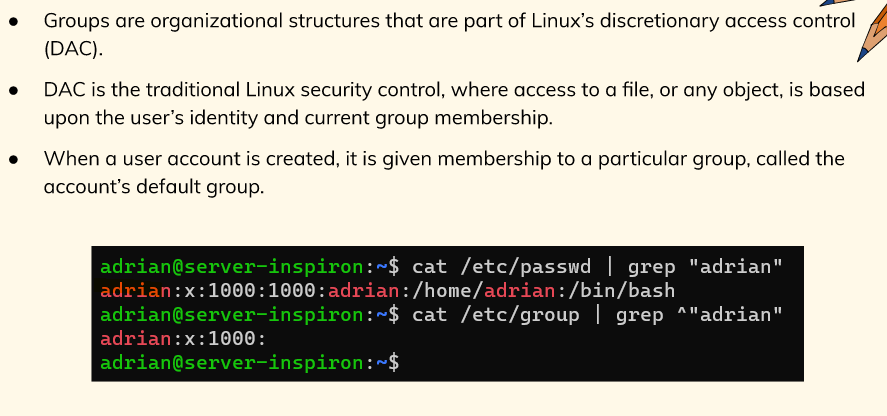 ● Groups are organizational structures that are part of Linux’s discretionary access control
(DAC).
● DAC is the traditional Linux security control, where access to a file, or any object, is based
upon the user’s identity and current group membership.
● When a user account is created, it is given membership to a particular group, called the
account’s default group.
adrian@server-inspiron:~$ cat /etc/passwd | grep "adrian"
adrian:x:1000:1000:adrian:/home/adrian:/bin/bash
adrian@server-inspiron:~$ cat /etc/group | grep ^"adrian"
adrian:x:1000:
adrian@server-inspiron:~$